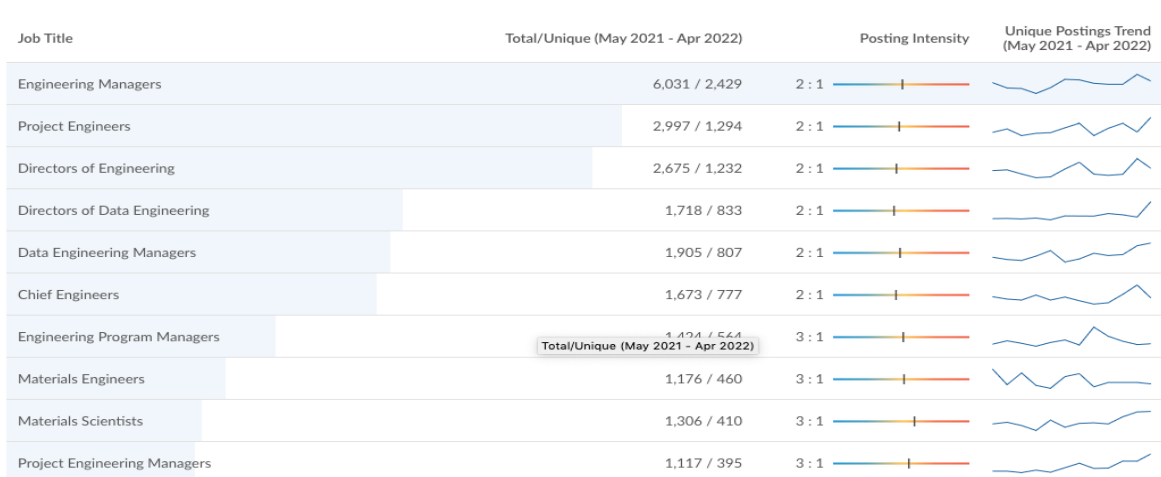 Job Title Total/Unique (May 2021 - Apr 2022) Posting Intensity Unique Postings Trend
(May 2021 - Apr 2022)
Engineering Managers 6,031 / 2,429 2 : 1
Project Engineers 2,997 / 1,294 2 : 1
Directors of Engineering 2,675 / 1,232 2 : 1
Directors of Data Engineering 1,718 / 833 2 : 1
Data Engineering Managers 1,905 / 807 2 : 1
Chief Engineers 1,673 / 777 2 : 1
Engineering Program Managers 1,424 / 564 3 : 1
Total/Unique (May 2021 - Apr 2022)
Materials Engineers 1,176 / 460 3 : 1
Materials Scientists 1,306 / 410 3 : 1
Project Engineering Managers 1,117 / 395 3 : 1